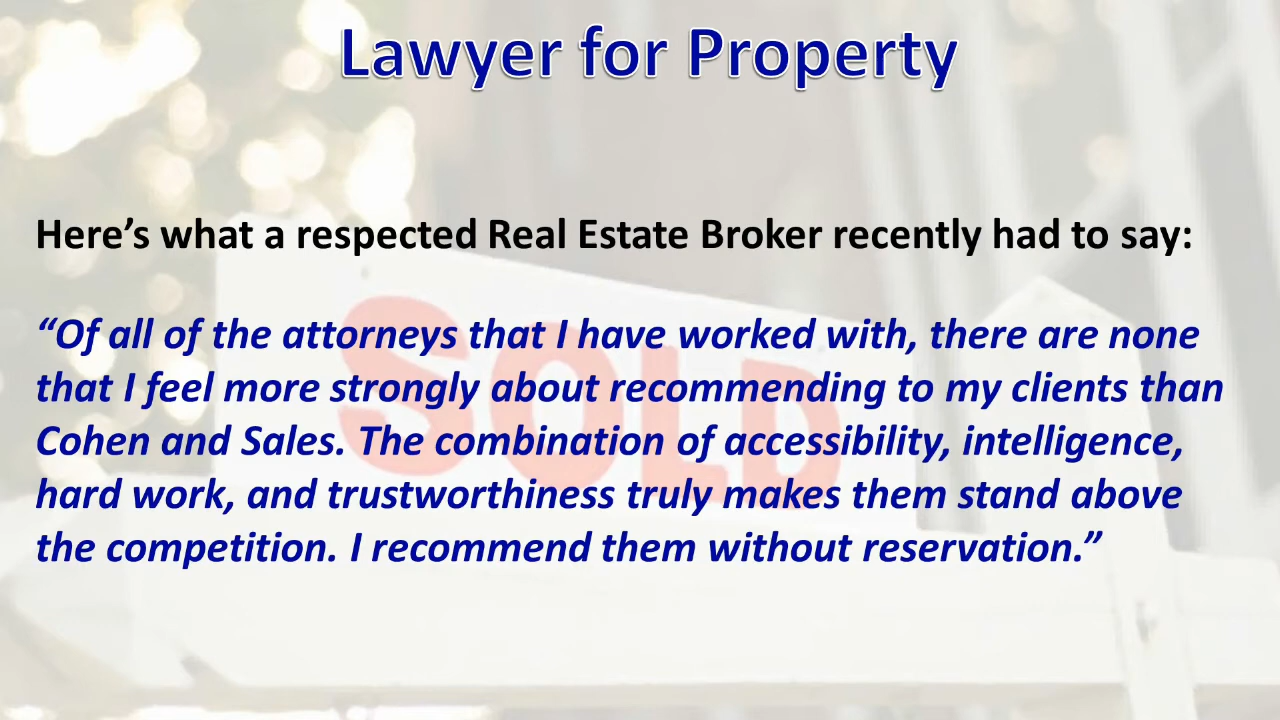 Lawyer for Property
Here’s what a respected Real Estate Broker recently had to say:
“Of all of the attorneys that I have worked with, there are none
that I feel more strongly about recommending to my clients than
Cohen and Sales. The combination of accessibility, intelligence,
hard work, and trustworthiness truly makes them stand above
the competition. I recommend them without reservation.”
SOLD